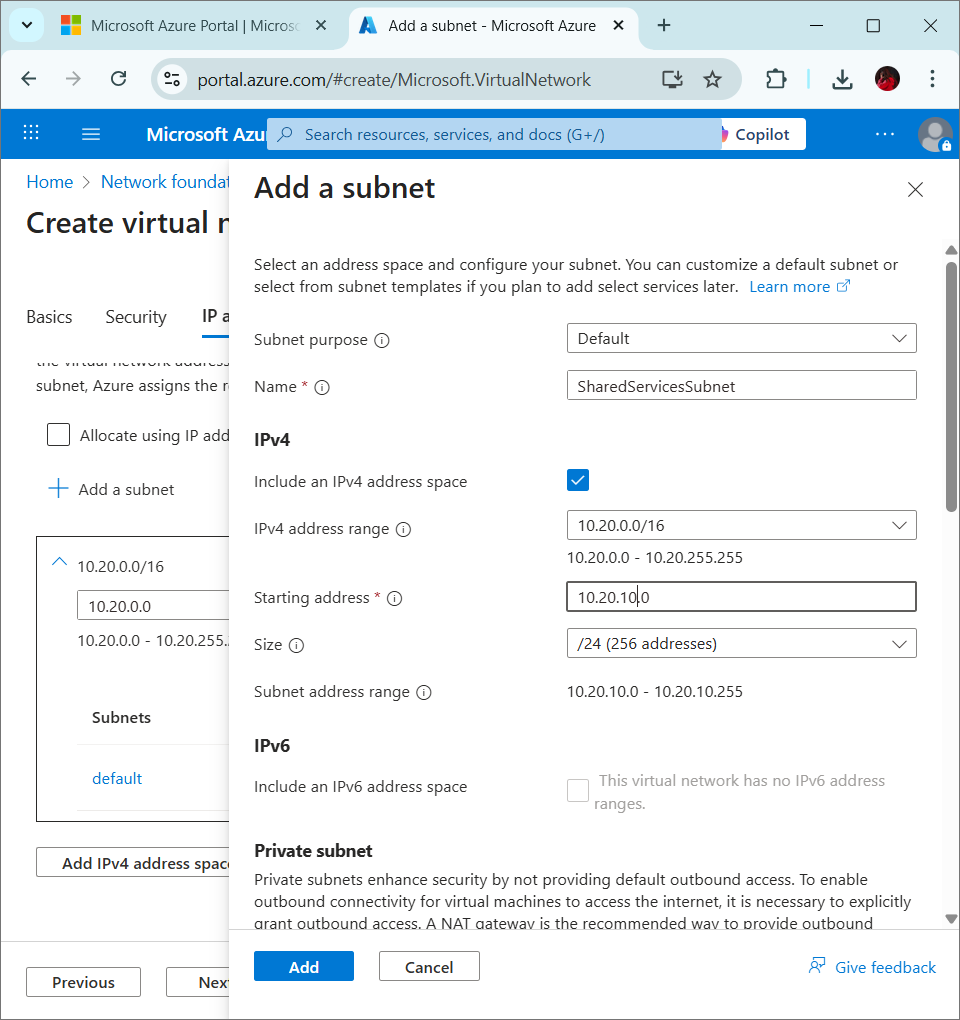 Microsoft Azure Portal | Micros
Add a subnet - Microsoft Azure
portal.azure.com/#create/Microsoft.VirtualNetwork
Microsoft Azu
Search resources, services, and docs (G+/)
Copilot
Home
Network foundat
Create virtual n
Basics
Security
IP a
the virtual network address
subnet, Azure assigns the r
Allocate using IP add
Add a subnet
10.20.0.0/16
10.20.0.0
10.20.0.0 - 10.20.255.
Subnets
default
Add IPv4 address space
Previous
Next
Add a subnet
Select an address space and configure your subnet. You can customize a default subnet or
select from subnet templates if you plan to add select services later. Learn more
Subnet purpose
Default
Name *
SharedServicesSubnet
IPv4
Include an IPv4 address space
IPv4 address range
10.20.0.0/16
10.20.0.0 - 10.20.255.255
Starting address *
10.20.10.0
Size
/24 (256 addresses)
Subnet address range
10.20.10.0 - 10.20.10.255
IPv6
Include an IPv6 address space
This virtual network has no IPv6 address
ranges.
Private subnet
Private subnets enhance security by not providing default outbound access. To enable
outbound connectivity for virtual machines to access the internet, it is necessary to explicitly
grant outbound access. A NAT gateway is the recommended way to provide outbound
Add
Cancel
Give feedback